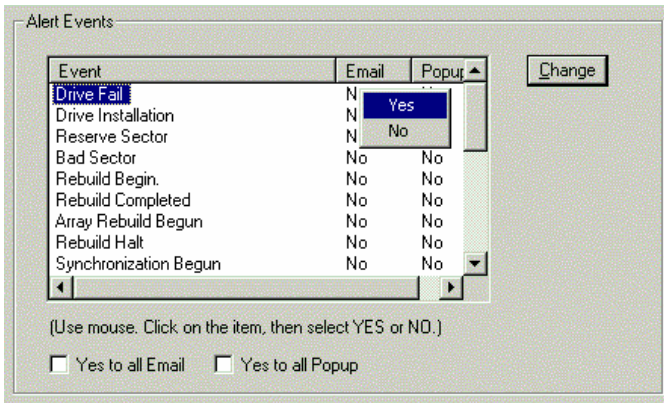 Alert Events
Event Email Popup
Drive Fail N
Yes
Drive Installation N
No
Reserve Sector N
Bad Sector No No
Rebuild Begin. No No
Rebuild Completed No No
Array Rebuild Begun No No
Rebuild Halt No No
Synchronization Begun No No
Change
(Use mouse. Click on the item, then select YES or NO.)
Yes to all Email Yes to all Popup